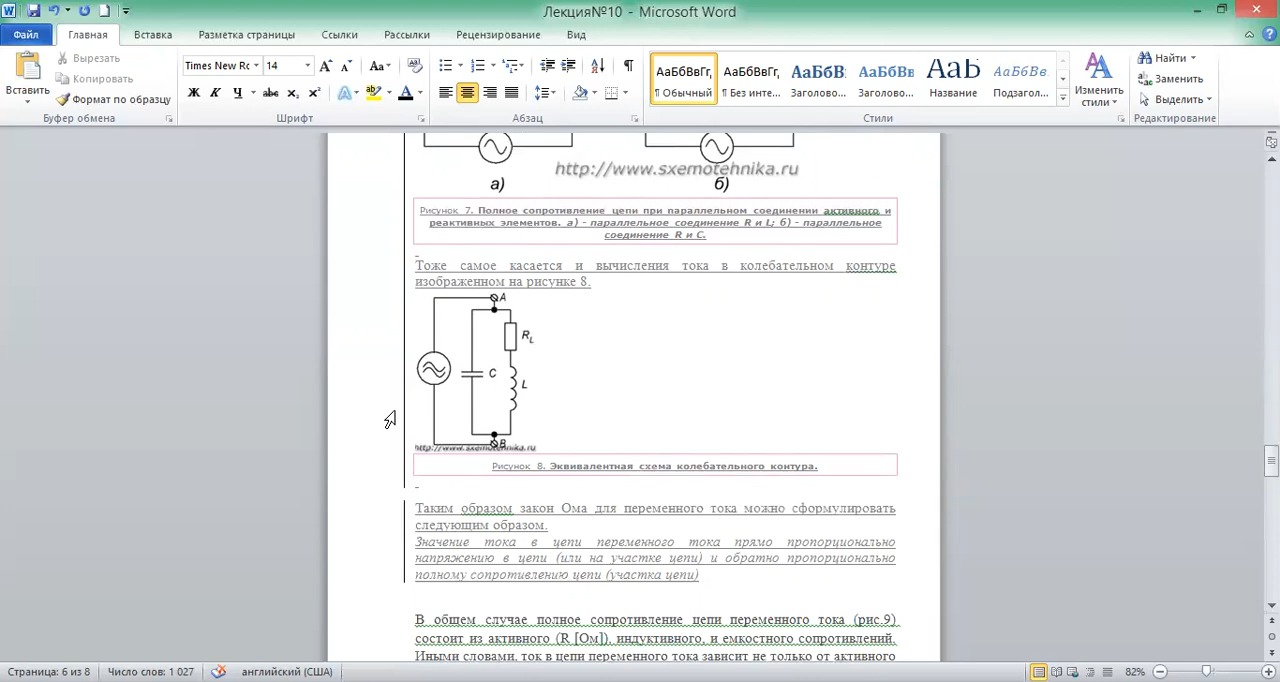 Лекция№10 - Microsoft Word
Файл Главная Вставка Разметка страницы Ссылки Рассылки Рецензирование Вид
Вставить
Вырезать
Копировать
Формат по образцу
Буфер обмена
Times New Rc 14
Ж К Ч abc x₂ x²
Шрифт
Абзац
АаБбВвГг, АаБбВвГг, АаБбВ: АаБбВв: АаБ АаБбВв.
¶ Обычный ¶ Без инте... Заголово... Заголово... Название Подзагол...
Стили
Изменить
стили
Найти
Заменить
Выделить
Редактирование
http://www.sxemotehnika.ru
а) б)
Рисунок 7. Полное сопротивление цепи при параллельном соединении активного и
реактивных элементов. а) - параллельное соединение R и L; б) - параллельное
соединение R и C.
Тоже самое касается и вычисления тока в колебательном контуре
изображенном на рисунке 8.
A
RL
C
L
B
http://www.sxemotehnika.ru
Рисунок 8. Эквивалентная схема колебательного контура.
Таким образом закон Ома для переменного тока можно сформулировать
следующим образом.
Значение тока в цепи переменного тока прямо пропорционально
напряжению в цепи (или на участке цепи) и обратно пропорционально
полному сопротивлению цепи (участка цепи)
В общем случае полное сопротивление цепи переменного тока (рис.9)
состоит из активного (R [Ом]), индуктивного, и емкостного сопротивлений.
Иными словами, ток в цепи переменного тока зависит не только от активного
Страница: 6 из 8 Число слов: 1 027 английский (США) 82%